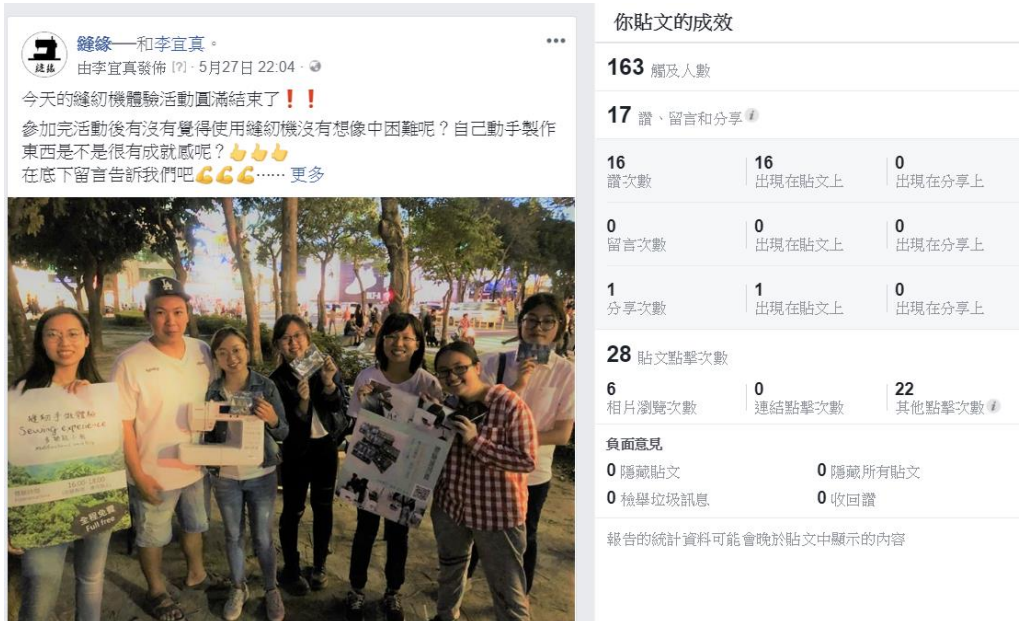 縫緣
縫緣──和李宜真。
由李宜真發佈 [?] · 5月27日 22:04 ·
今天的縫紉機體驗活動圓滿結束了❗❗
參加完活動後有沒有覺得使用縫紉機沒有想像中困難呢？自己動手製作
東西是不是很有成就感呢？👍👍👍
在底下留言告訴我們吧💪💪💪…… 更多
縫紉手做體驗
Sewing experience
16:00-18:00
全程免費
Full free
LA
你貼文的成效
163 觸及人數
17 讚、留言和分享
16 16 0
讚次數 出現在貼文上 出現在分享上
0 0 0
留言次數 出現在貼文上 出現在分享上
1 1 0
分享次數 出現在貼文上 出現在分享上
28 貼文點擊次數
6 0 22
相片瀏覽次數 連結點擊次數 其他點擊次數
負面意見
0 隱藏貼文 0 隱藏所有貼文
0 檢舉垃圾訊息 0 收回讚
報告的統計資料可能會晚於貼文中顯示的內容